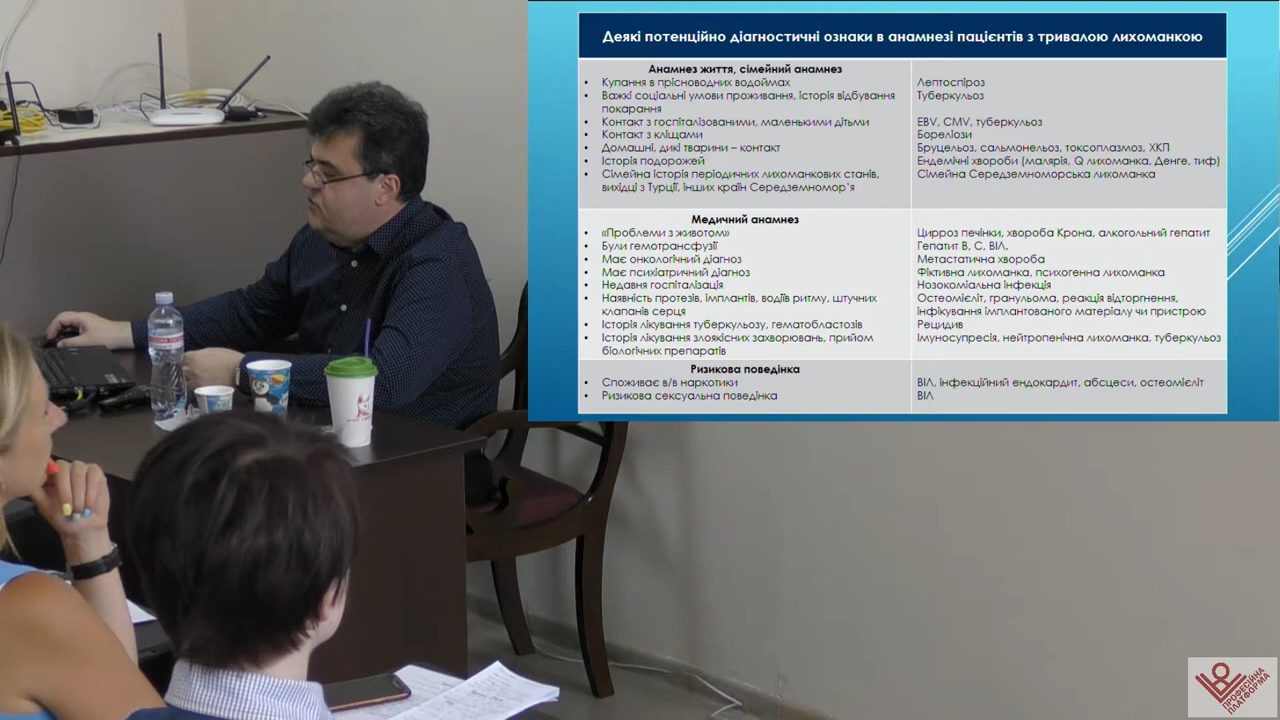 Деякі потенційно діагностичні ознаки в анамнезі пацієнтів з тривалою лихоманкою
Анамнез життя, сімейний анамнез
• Купання в прісноводних водоймах
Лептоспіроз
• Важкі соціальні умови проживання, історія відбування
покарання
Туберкульоз
• Контакт з госпіталізованими, маленькими дітьми
EBV, CMV, туберкульоз
• Контакт з кліщами
Бореліози
• Домашні, дикі тварини – контакт
Бруцельоз, сальмонельоз, токсоплазмоз, ХКП
• Історія подорожей
Ендемічні хвороби (малярія, Q лихоманка, Денге, тиф)
• Сімейна історія періодичних лихоманкових станів,
вихідці з Турції, інших країн Середземномор’я
Сімейна Середземноморська лихоманка
Медичний анамнез
• «Проблеми з животом»
Цирроз печінки, хвороба Крона, алкогольний гепатит
• Були гемотрансфузії
Гепатит В, С, ВІЛ.
• Має онкологічний діагноз
Метастатична хвороба
• Має психіатричний діагноз
Фіктивна лихоманка, психогенна лихоманка
• Недавня госпіталізація
Нозокоміальна інфекція
• Наявність протезів, імплантів, водіїв ритму, штучних
клапанів серця
Остеомієліт, гранульома, реакція відторгнення,
інфікування імплантованого матеріалу чи пристрою
• Історія лікування туберкульозу, гематобластозів
Рецидив
• Історія лікування злоякісних захворювань, прийом
біологічних препаратів
Імуносупресія, нейтропенічна лихоманка, туберкульоз
Ризикова поведінка
• Споживає в/в наркотики
ВІЛ, інфекційний ендокардит, абсцеси, остеомієліт
• Ризикова сексуальна поведінка
ВІЛ
ПРОФЕСІЙНА
ПЛАТФОРМА